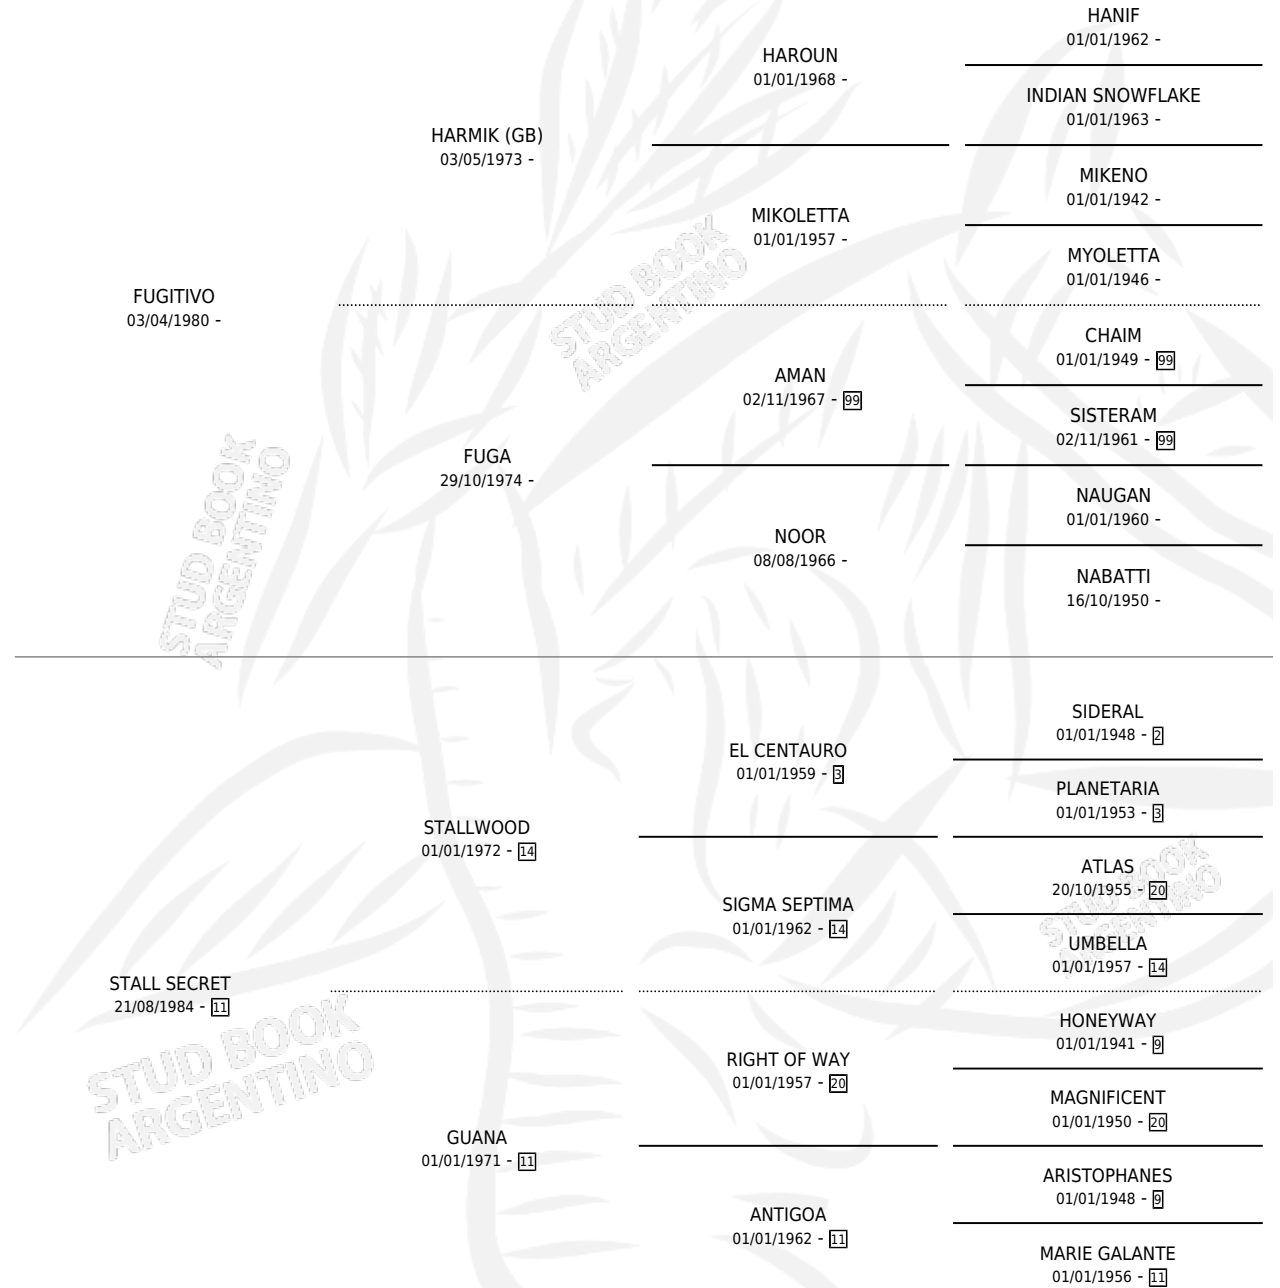 HANIF
01/01/1962 -
HAROUN
01/01/1968 -
INDIAN SNOWFLAKE
01/01/1963 -
HARMIK (GB)
03/05/1973 -
MIKENO
01/01/1942 -
MIKOLETTA
01/01/1957 -
MYOLETTA
01/01/1946 -
FUGITIVO
03/04/1980 -
CHAIM
01/01/1949 - 99
AMAN
02/11/1967 - 99
SISTERAM
02/11/1961 - 99
FUGA
29/10/1974 -
NAUGAN
01/01/1960 -
NOOR
08/08/1966 -
NABATTI
16/10/1950 -
SIDERAL
01/01/1948 - 2
EL CENTAURO
01/01/1959 - 3
PLANETARIA
01/01/1953 - 3
STALLWOOD
01/01/1972 - 14
ATLAS
20/10/1955 - 20
SIGMA SEPTIMA
01/01/1962 - 14
UMBELLA
01/01/1957 - 14
STALL SECRET
21/08/1984 - 11
HONEYWAY
01/01/1941 - 9
RIGHT OF WAY
01/01/1957 - 20
MAGNIFICENT
01/01/1950 - 20
GUANA
01/01/1971 - 11
ARISTOPHANES
01/01/1948 - 9
ANTIGOA
01/01/1962 - 11
MARIE GALANTE
01/01/1956 - 11
STUD BOOK
ARGENTINO
STUD BOOK
ARGENTINO
STUD BOOK
ARGENTINO
STUD BOOK
ARGENTINO